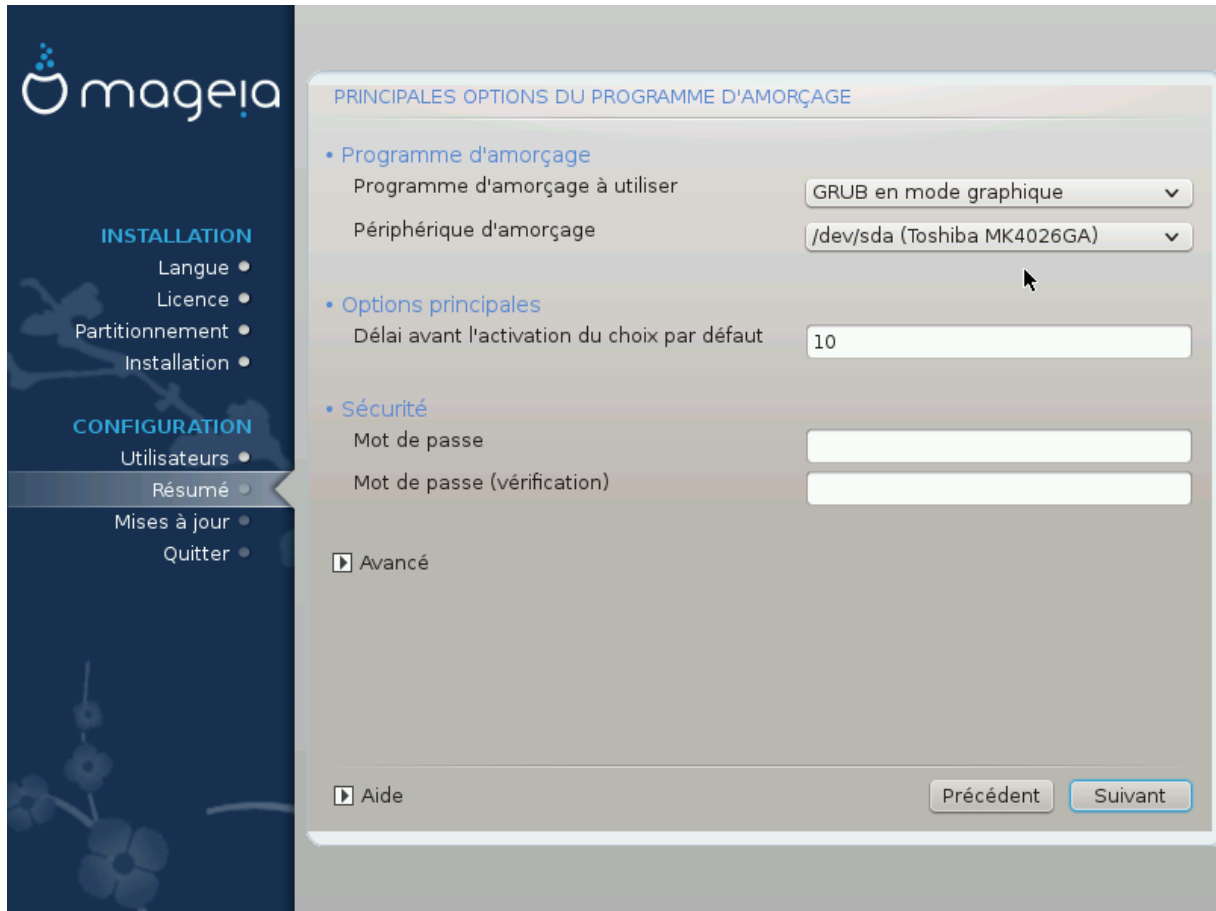 mageia
INSTALLATION
Langue
Licence
Partitionnement
Installation
CONFIGURATION
Utilisateurs
Résumé
Mises à jour
Quitter
PRINCIPALES OPTIONS DU PROGRAMME D'AMORÇAGE
• Programme d'amorçage
Programme d'amorçage à utiliser GRUB en mode graphique
Périphérique d'amorçage /dev/sda (Toshiba MK4026GA)
• Options principales
Délai avant l'activation du choix par défaut 10
• Sécurité
Mot de passe
Mot de passe (vérification)
Avancé
Aide Précédent Suivant